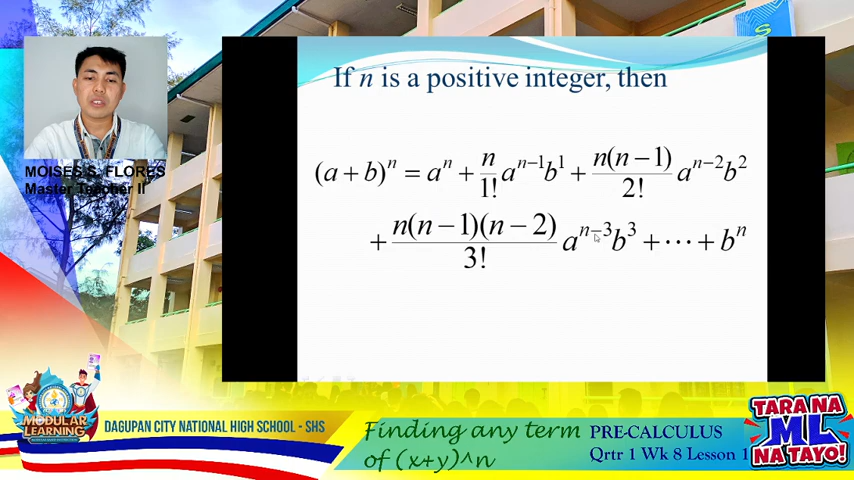 If n is a positive integer, then
(a + b)^n = a^n + n/1! a^{n−1}b^1 + n(n−1)/2! a^{n−2}b^2
+ n(n−1)(n−2)/3! a^{n−3}b^3 + ⋯ + b^n
MOISES S. FLORES
Master Teacher II
MODULAR
LEARNING
DAGUPAN CITY NATIONAL HIGH SCHOOL - SHS
Finding any term
of (x+y)^n
PRE-CALCULUS
Qrtr 1 Wk 8 Lesson 1
TARA NA
ML
NA TAYO!